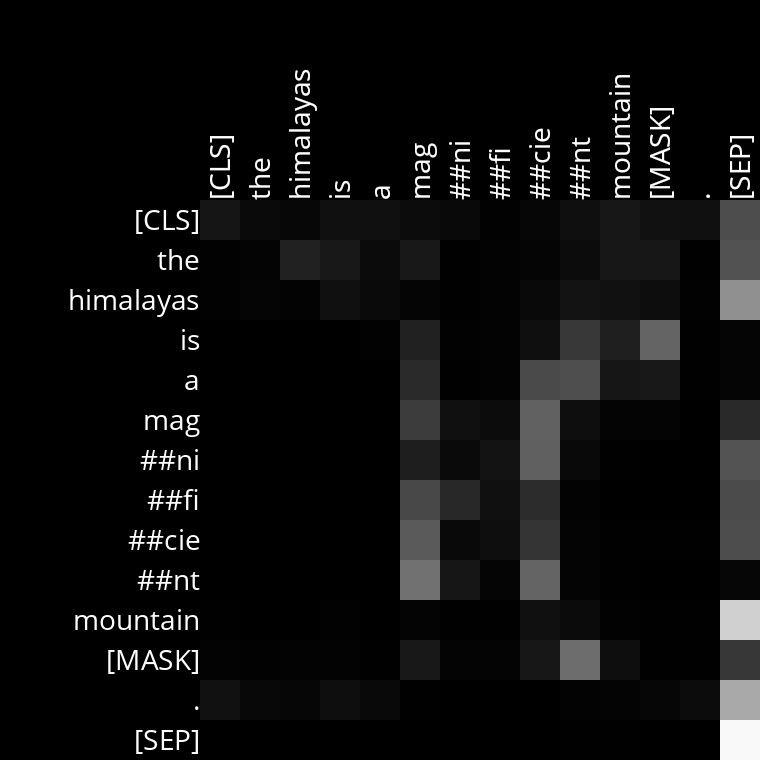 [CLS]
the
himalayas
is
a
mag
##ni
##fi
##cie
##nt
mountain
[MASK]
.
[SEP]
[CLS]
the
himalayas
is
a
mag
##ni
##fi
##cie
##nt
mountain
[MASK]
.
[SEP]